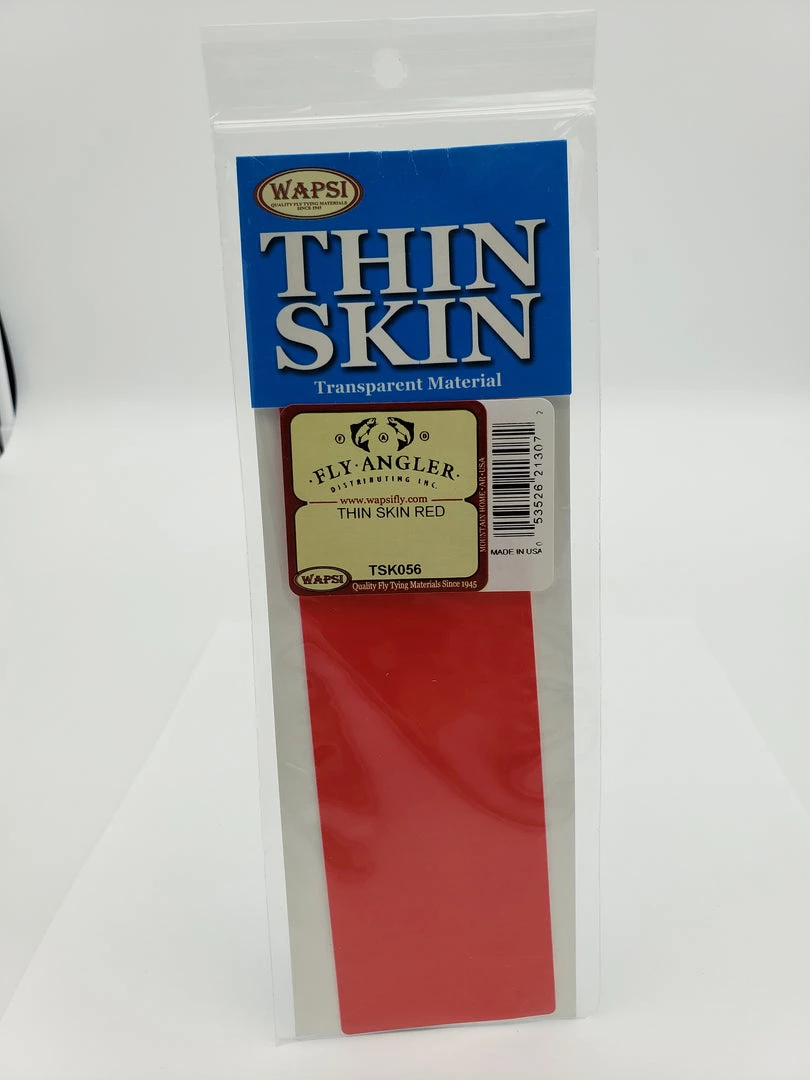 WAPSI
QUALITY FLY TYING MATERIALS
SINCE 1945
THIN
SKIN
Transparent Material
F A D
FLY·ANGLER
DISTRIBUTING INC.
www.wapsifly.com
THIN SKIN RED
TSK056
WAPSI
Quality Fly Tying Materials Since 1945
MOUNTAIN HOME·AR·USA
0 53526 21307 2
MADE IN USA